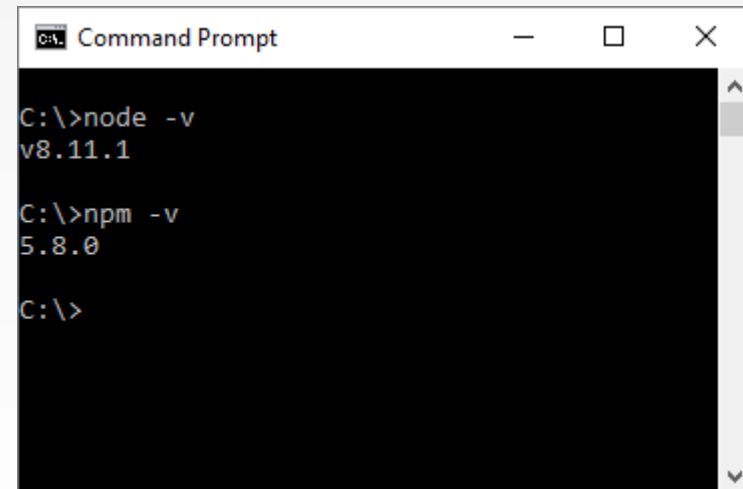 Command Prompt
C:\>node -v
v8.11.1
C:\>npm -v
5.8.0
C:\>